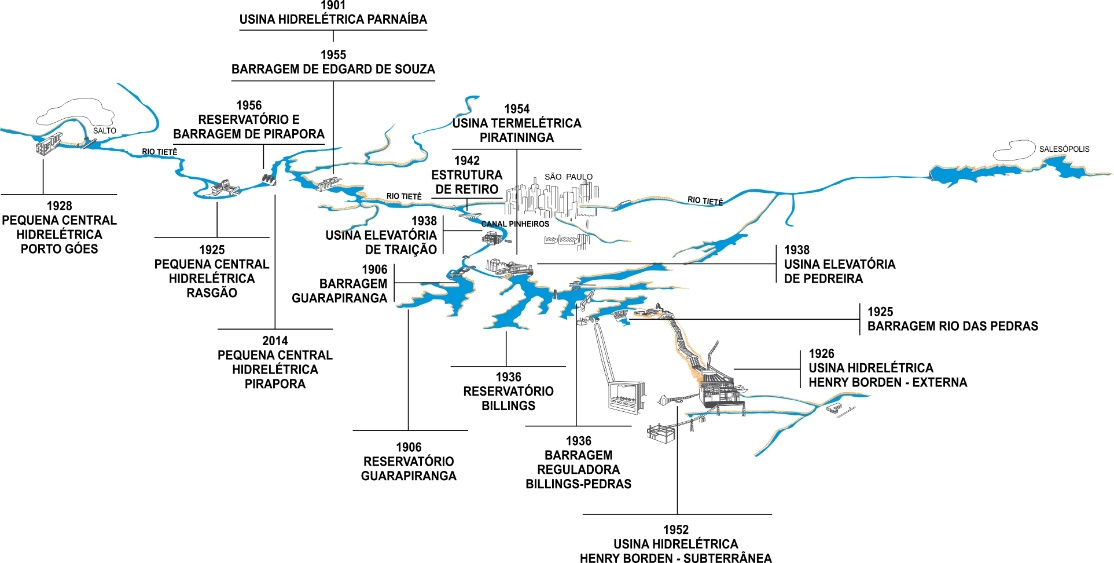 1901
USINA HIDRELÉTRICA PARNAÍBA
1955
BARRAGEM DE EDGARD DE SOUZA
1956
RESERVATÓRIO E
BARRAGEM DE PIRAPORA
1954
USINA TERMELÉTRICA
PIRATININGA
1942
ESTRUTURA
DE RETIRO
SALTO
RIO TIETÊ
SÃO PAULO
SALESÓPOLIS
RIO TIETÊ
RIO TIETÊ
CANAL PINHEIROS
1928
PEQUENA CENTRAL
HIDRELÉTRICA
PORTO GÓES
1925
PEQUENA CENTRAL
HIDRELÉTRICA
RASGÃO
2014
PEQUENA CENTRAL
HIDRELÉTRICA
PIRAPORA
1938
USINA ELEVATÓRIA
DE TRAIÇÃO
1906
BARRAGEM
GUARAPIRANGA
1938
USINA ELEVATÓRIA
DE PEDREIRA
1925
BARRAGEM RIO DAS PEDRAS
1926
USINA HIDRELÉTRICA
HENRY BORDEN - EXTERNA
1936
RESERVATÓRIO
BILLINGS
1906
RESERVATÓRIO
GUARAPIRANGA
1936
BARRAGEM
REGULADORA
BILLINGS-PEDRAS
1952
USINA HIDRELÉTRICA
HENRY BORDEN - SUBTERRÂNEA